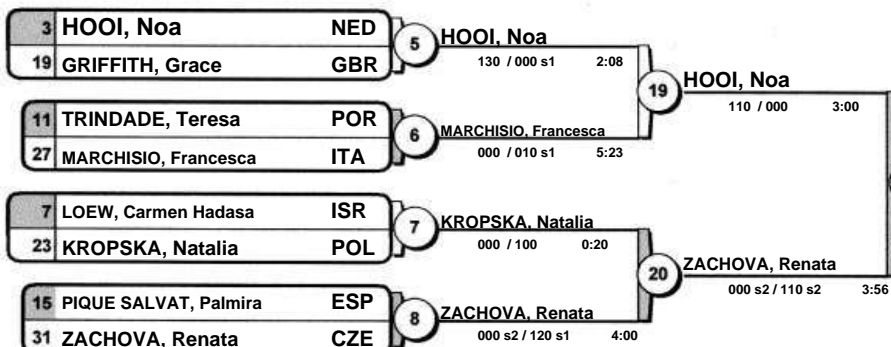 3 HOOI, Noa NED
19 GRIFFITH, Grace GBR
5
HOOI, Noa
130 / 000 s1 2:08
11 TRINDADE, Teresa POR
27 MARCHISIO, Francesca ITA
6
MARCHISIO, Francesca
000 / 010 s1 5:23
19
HOOI, Noa
110 / 000 3:00
7 LOEW, Carmen Hadasa ISR
23 KROPSKA, Natalia POL
7
KROPSKA, Natalia
000 / 100 0:20
15 PIQUE SALVAT, Palmira ESP
31 ZACHOVA, Renata CZE
8
ZACHOVA, Renata
000 s2 / 120 s1 4:00
20
ZACHOVA, Renata
000 s2 / 110 s2 3:56